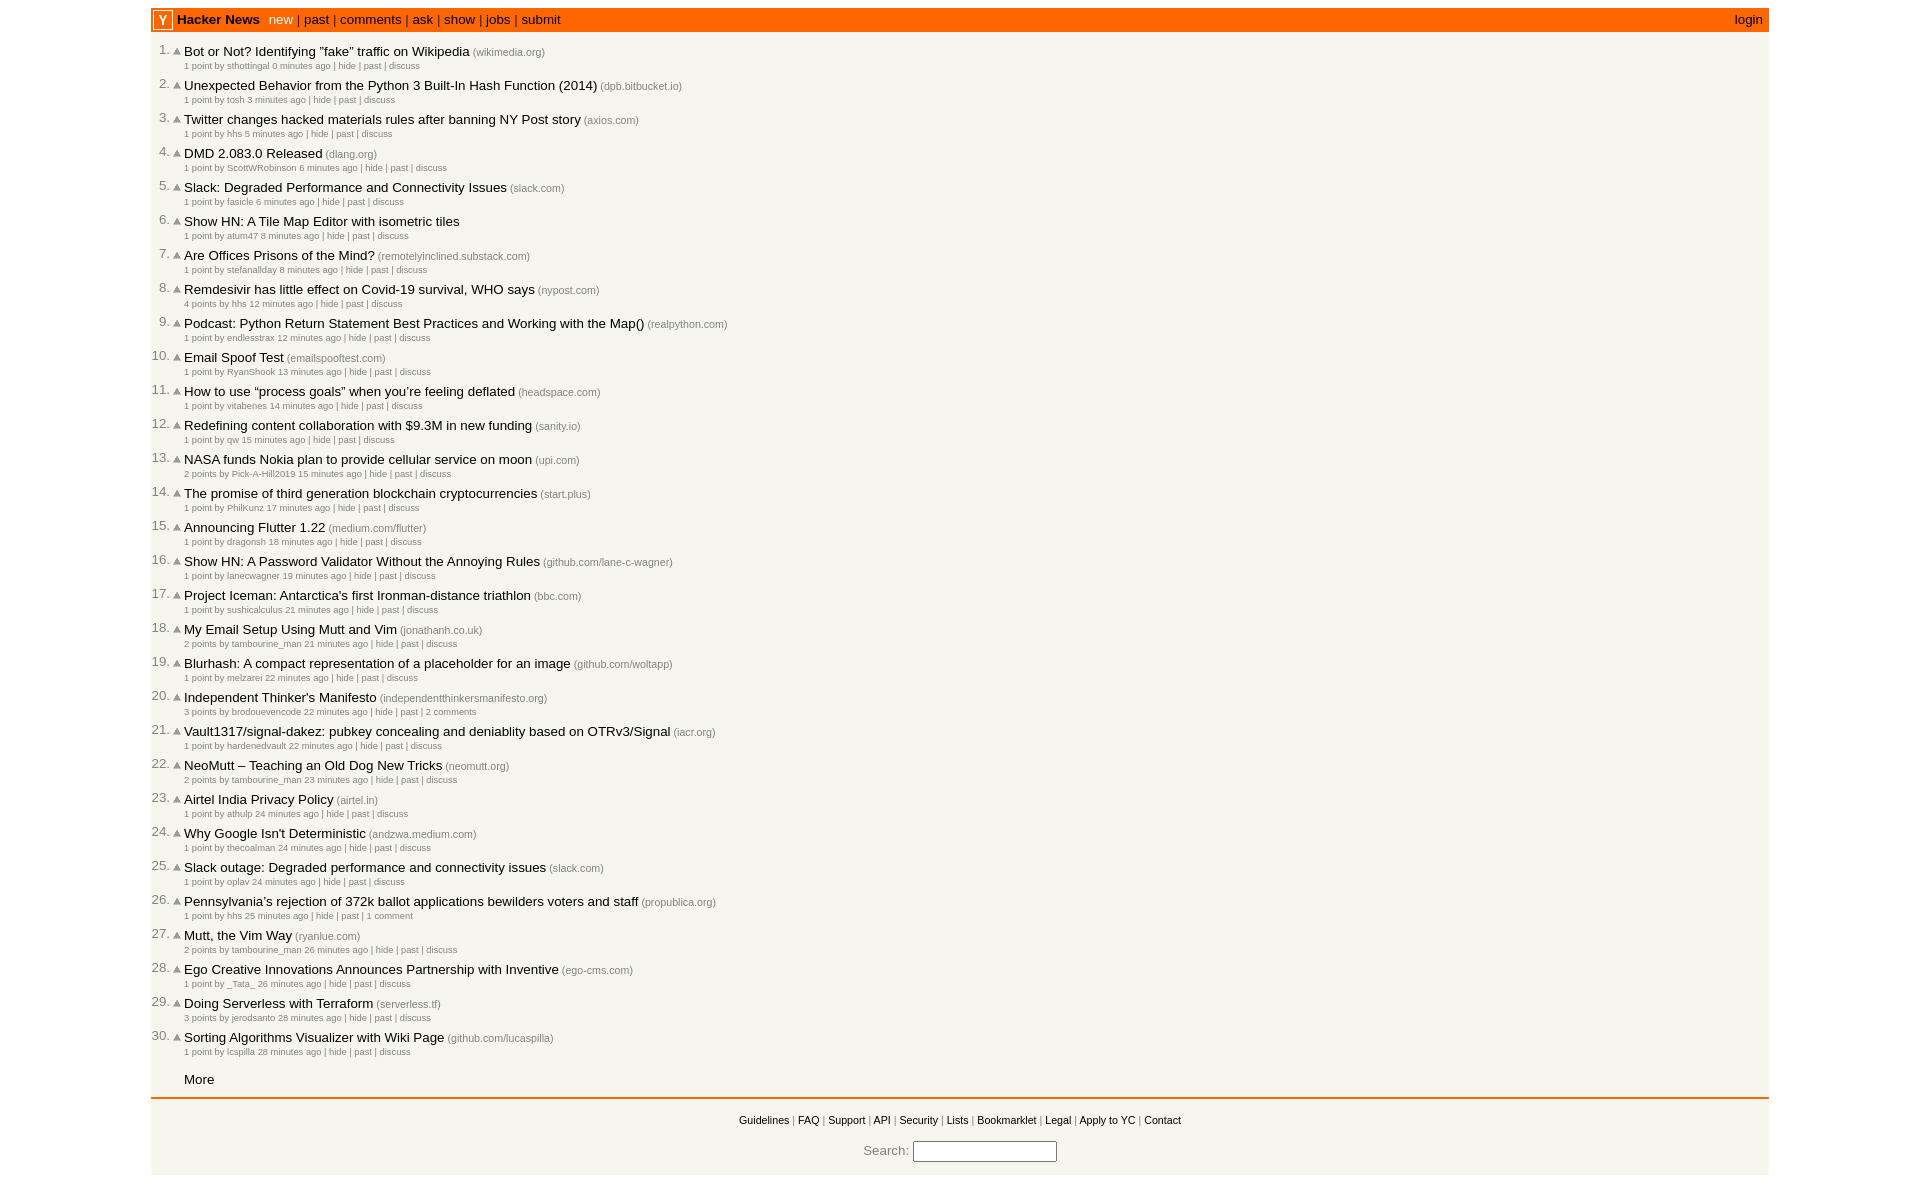 Y Hacker News new | past | comments | ask | show | jobs | submit login
1. Bot or Not? Identifying ”fake” traffic on Wikipedia (wikimedia.org)
1 point by sthottingal 0 minutes ago | hide | past | discuss
2. Unexpected Behavior from the Python 3 Built-In Hash Function (2014) (dpb.bitbucket.io)
1 point by tosh 3 minutes ago | hide | past | discuss
3. Twitter changes hacked materials rules after banning NY Post story (axios.com)
1 point by hhs 5 minutes ago | hide | past | discuss
4. DMD 2.083.0 Released (dlang.org)
1 point by ScottWRobinson 6 minutes ago | hide | past | discuss
5. Slack: Degraded Performance and Connectivity Issues (slack.com)
1 point by fasicle 6 minutes ago | hide | past | discuss
6. Show HN: A Tile Map Editor with isometric tiles
1 point by atum47 8 minutes ago | hide | past | discuss
7. Are Offices Prisons of the Mind? (remotelyinclined.substack.com)
1 point by stefanallday 8 minutes ago | hide | past | discuss
8. Remdesivir has little effect on Covid-19 survival, WHO says (nypost.com)
4 points by hhs 12 minutes ago | hide | past | discuss
9. Podcast: Python Return Statement Best Practices and Working with the Map() (realpython.com)
1 point by endlesstrax 12 minutes ago | hide | past | discuss
10. Email Spoof Test (emailspooftest.com)
1 point by RyanShook 13 minutes ago | hide | past | discuss
11. How to use “process goals” when you’re feeling deflated (headspace.com)
1 point by vitabenes 14 minutes ago | hide | past | discuss
12. Redefining content collaboration with $9.3M in new funding (sanity.io)
1 point by qw 15 minutes ago | hide | past | discuss
13. NASA funds Nokia plan to provide cellular service on moon (upi.com)
2 points by Pick-A-Hill2019 15 minutes ago | hide | past | discuss
14. The promise of third generation blockchain cryptocurrencies (start.plus)
1 point by PhilKunz 17 minutes ago | hide | past | discuss
15. Announcing Flutter 1.22 (medium.com/flutter)
1 point by dragonsh 18 minutes ago | hide | past | discuss
16. Show HN: A Password Validator Without the Annoying Rules (github.com/lane-c-wagner)
1 point by lanecwagner 19 minutes ago | hide | past | discuss
17. Project Iceman: Antarctica's first Ironman-distance triathlon (bbc.com)
1 point by sushicalculus 21 minutes ago | hide | past | discuss
18. My Email Setup Using Mutt and Vim (jonathanh.co.uk)
2 points by tambourine_man 21 minutes ago | hide | past | discuss
19. Blurhash: A compact representation of a placeholder for an image (github.com/woltapp)
1 point by melzarei 22 minutes ago | hide | past | discuss
20. Independent Thinker's Manifesto (independentthinkersmanifesto.org)
3 points by brodouevencode 22 minutes ago | hide | past | 2 comments
21. Vault1317/signal-dakez: pubkey concealing and deniablity based on OTRv3/Signal (iacr.org)
1 point by hardenedvault 22 minutes ago | hide | past | discuss
22. NeoMutt – Teaching an Old Dog New Tricks (neomutt.org)
2 points by tambourine_man 23 minutes ago | hide | past | discuss
23. Airtel India Privacy Policy (airtel.in)
1 point by athulp 24 minutes ago | hide | past | discuss
24. Why Google Isn't Deterministic (andzwa.medium.com)
1 point by thecoalman 24 minutes ago | hide | past | discuss
25. Slack outage: Degraded performance and connectivity issues (slack.com)
1 point by oplav 24 minutes ago | hide | past | discuss
26. Pennsylvania’s rejection of 372k ballot applications bewilders voters and staff (propublica.org)
1 point by hhs 25 minutes ago | hide | past | 1 comment
27. Mutt, the Vim Way (ryanlue.com)
2 points by tambourine_man 26 minutes ago | hide | past | discuss
28. Ego Creative Innovations Announces Partnership with Inventive (ego-cms.com)
1 point by _Tata_ 26 minutes ago | hide | past | discuss
29. Doing Serverless with Terraform (serverless.tf)
3 points by jerodsanto 28 minutes ago | hide | past | discuss
30. Sorting Algorithms Visualizer with Wiki Page (github.com/lucaspilla)
1 point by lcspilla 28 minutes ago | hide | past | discuss
More
Guidelines | FAQ | Support | API | Security | Lists | Bookmarklet | Legal | Apply to YC | Contact
Search: